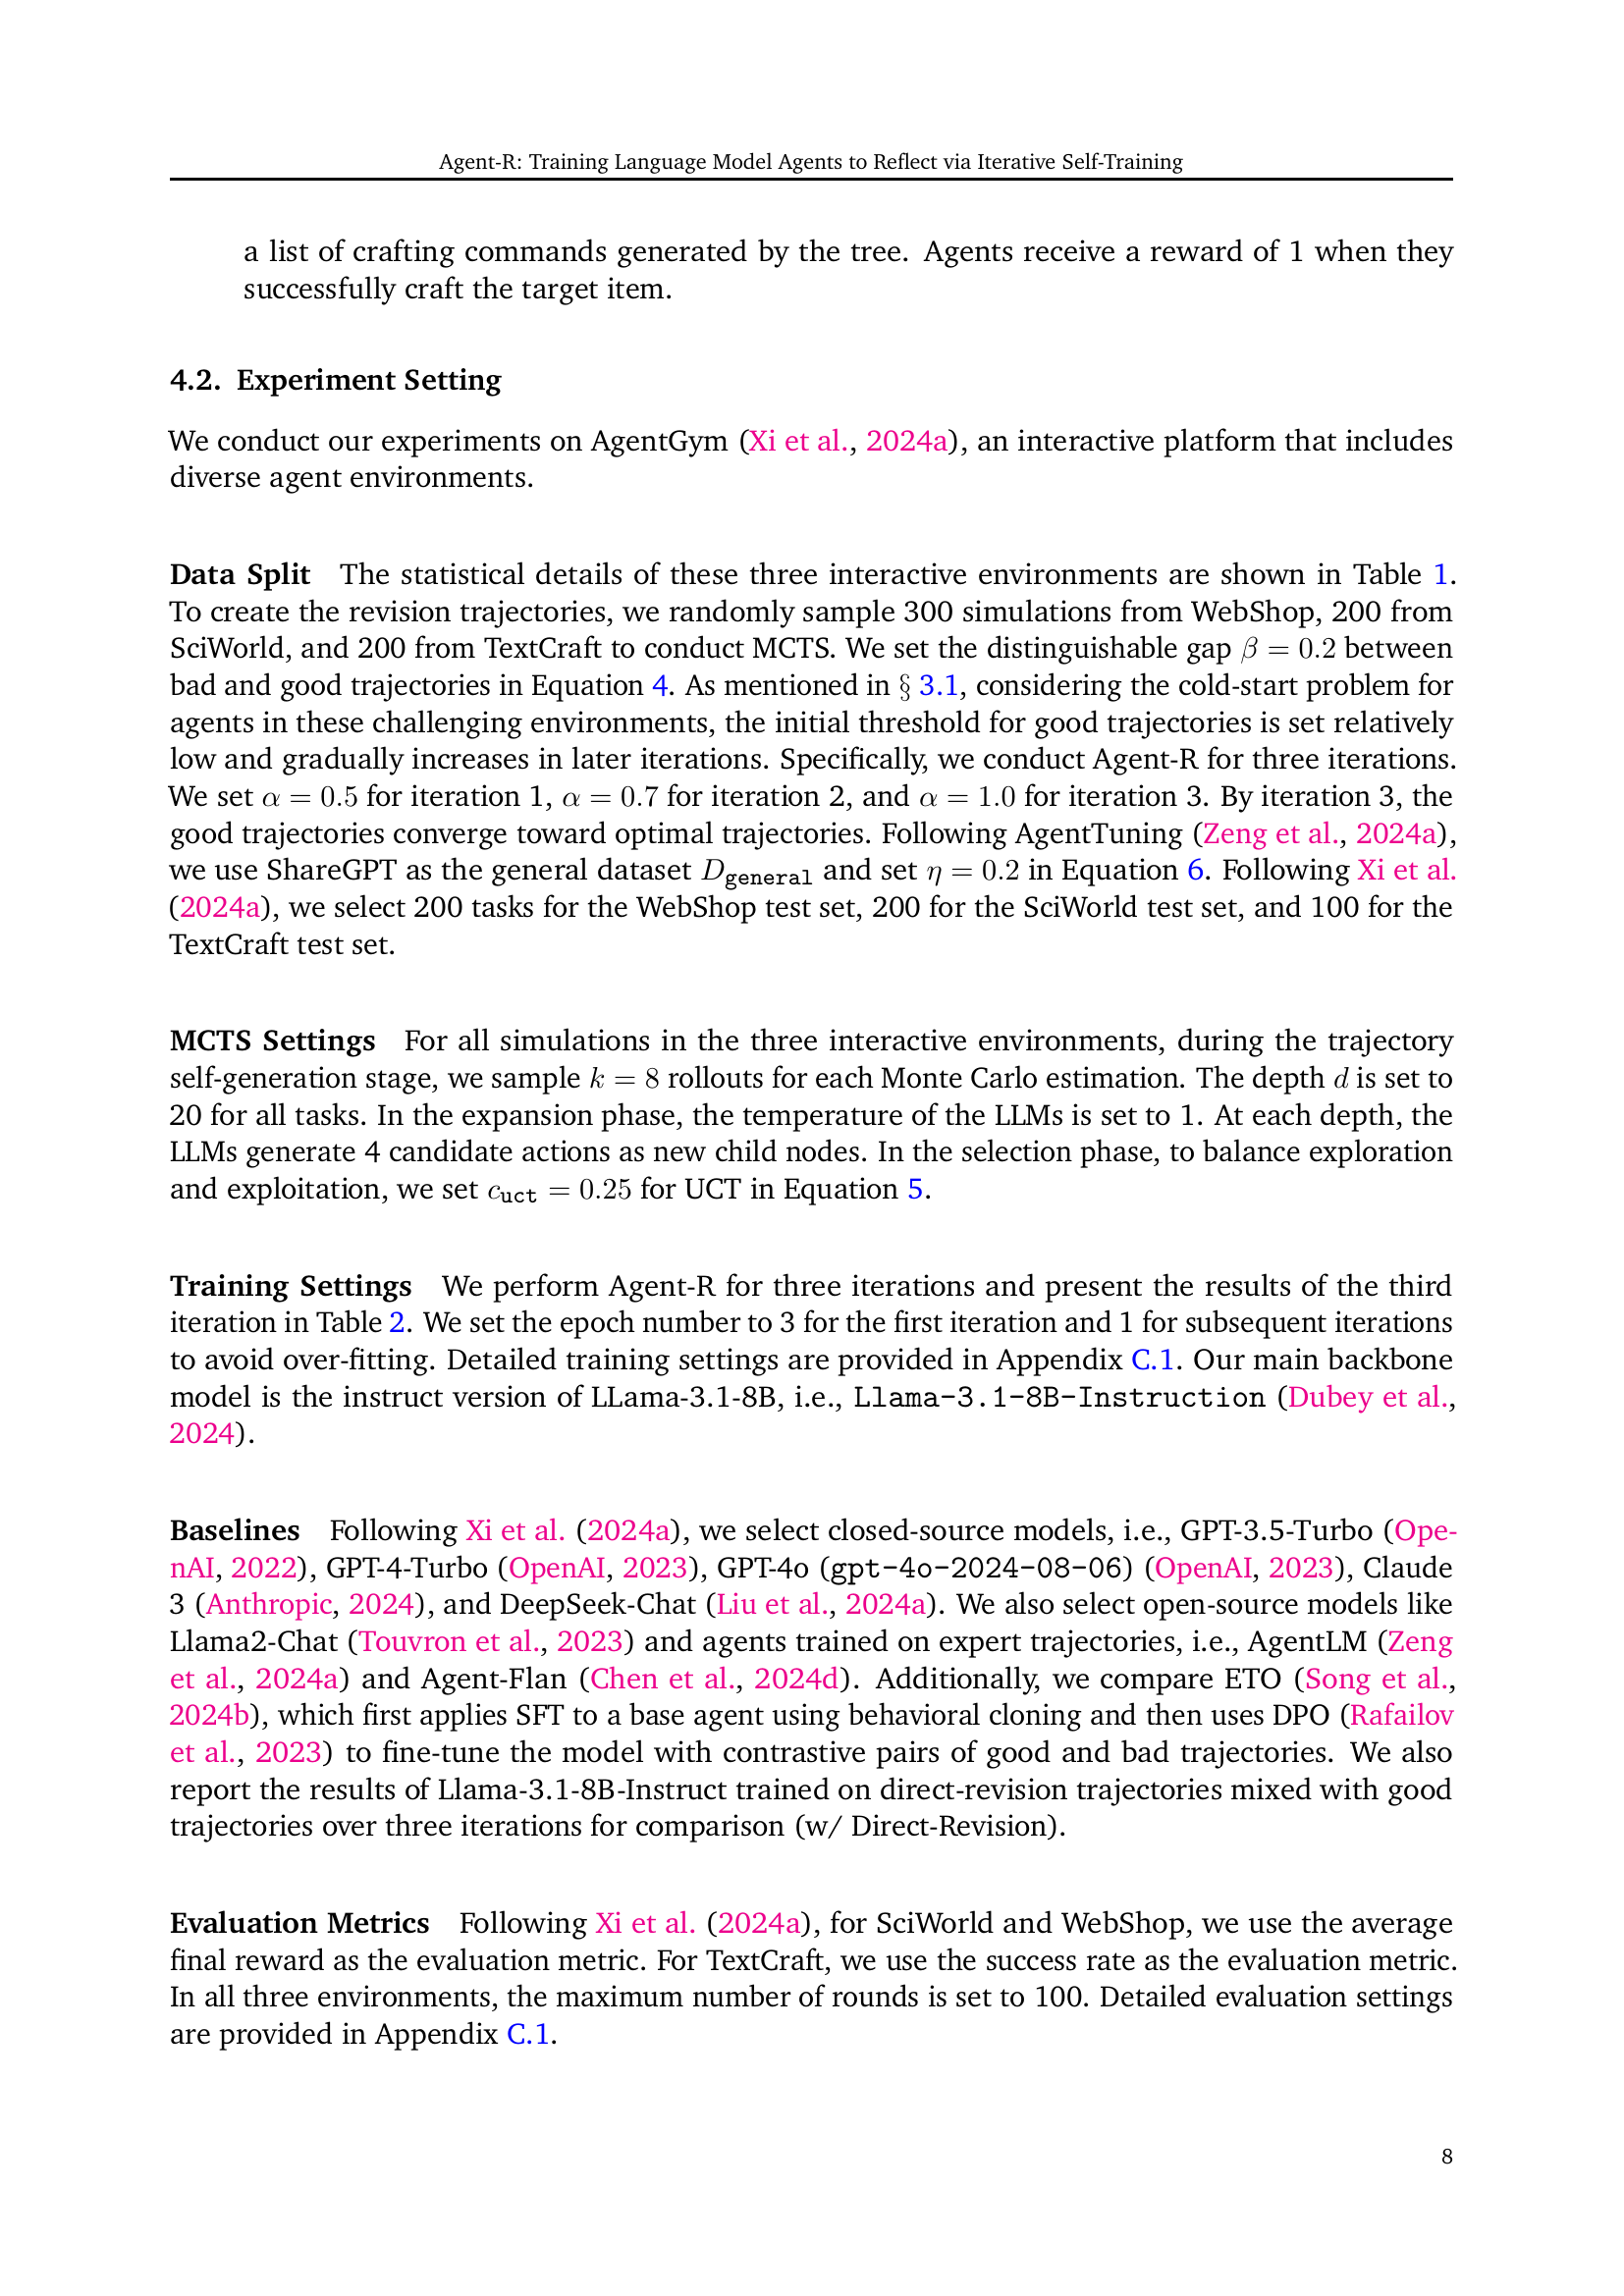 Agent-R: Training Language Model Agents to Reflect via Iterative Self-Training
a list of crafting commands generated by the tree. Agents receive a reward of 1 when they
successfully craft the target item.
4.2. Experiment Setting
We conduct our experiments on AgentGym (Xi et al., 2024a), an interactive platform that includes
diverse agent environments.
Data Split The statistical details of these three interactive environments are shown in Table 1.
To create the revision trajectories, we randomly sample 300 simulations from WebShop, 200 from
SciWorld, and 200 from TextCraft to conduct MCTS. We set the distinguishable gap β = 0.2 between
bad and good trajectories in Equation 4. As mentioned in § 3.1, considering the cold-start problem for
agents in these challenging environments, the initial threshold for good trajectories is set relatively
low and gradually increases in later iterations. Specifically, we conduct Agent-R for three iterations.
We set α = 0.5 for iteration 1, α = 0.7 for iteration 2, and α = 1.0 for iteration 3. By iteration 3, the
good trajectories converge toward optimal trajectories. Following AgentTuning (Zeng et al., 2024a),
we use ShareGPT as the general dataset D_general and set η = 0.2 in Equation 6. Following Xi et al.
(2024a), we select 200 tasks for the WebShop test set, 200 for the SciWorld test set, and 100 for the
TextCraft test set.
MCTS Settings For all simulations in the three interactive environments, during the trajectory
self-generation stage, we sample k = 8 rollouts for each Monte Carlo estimation. The depth d is set to
20 for all tasks. In the expansion phase, the temperature of the LLMs is set to 1. At each depth, the
LLMs generate 4 candidate actions as new child nodes. In the selection phase, to balance exploration
and exploitation, we set c_uct = 0.25 for UCT in Equation 5.
Training Settings We perform Agent-R for three iterations and present the results of the third
iteration in Table 2. We set the epoch number to 3 for the first iteration and 1 for subsequent iterations
to avoid over-fitting. Detailed training settings are provided in Appendix C.1. Our main backbone
model is the instruct version of LLama-3.1-8B, i.e., Llama-3.1-8B-Instruction (Dubey et al.,
2024).
Baselines Following Xi et al. (2024a), we select closed-source models, i.e., GPT-3.5-Turbo (Ope-
nAI, 2022), GPT-4-Turbo (OpenAI, 2023), GPT-4o (gpt-4o-2024-08-06) (OpenAI, 2023), Claude
3 (Anthropic, 2024), and DeepSeek-Chat (Liu et al., 2024a). We also select open-source models like
Llama2-Chat (Touvron et al., 2023) and agents trained on expert trajectories, i.e., AgentLM (Zeng
et al., 2024a) and Agent-Flan (Chen et al., 2024d). Additionally, we compare ETO (Song et al.,
2024b), which first applies SFT to a base agent using behavioral cloning and then uses DPO (Rafailov
et al., 2023) to fine-tune the model with contrastive pairs of good and bad trajectories. We also
report the results of Llama-3.1-8B-Instruct trained on direct-revision trajectories mixed with good
trajectories over three iterations for comparison (w/ Direct-Revision).
Evaluation Metrics Following Xi et al. (2024a), for SciWorld and WebShop, we use the average
final reward as the evaluation metric. For TextCraft, we use the success rate as the evaluation metric.
In all three environments, the maximum number of rounds is set to 100. Detailed evaluation settings
are provided in Appendix C.1.
8